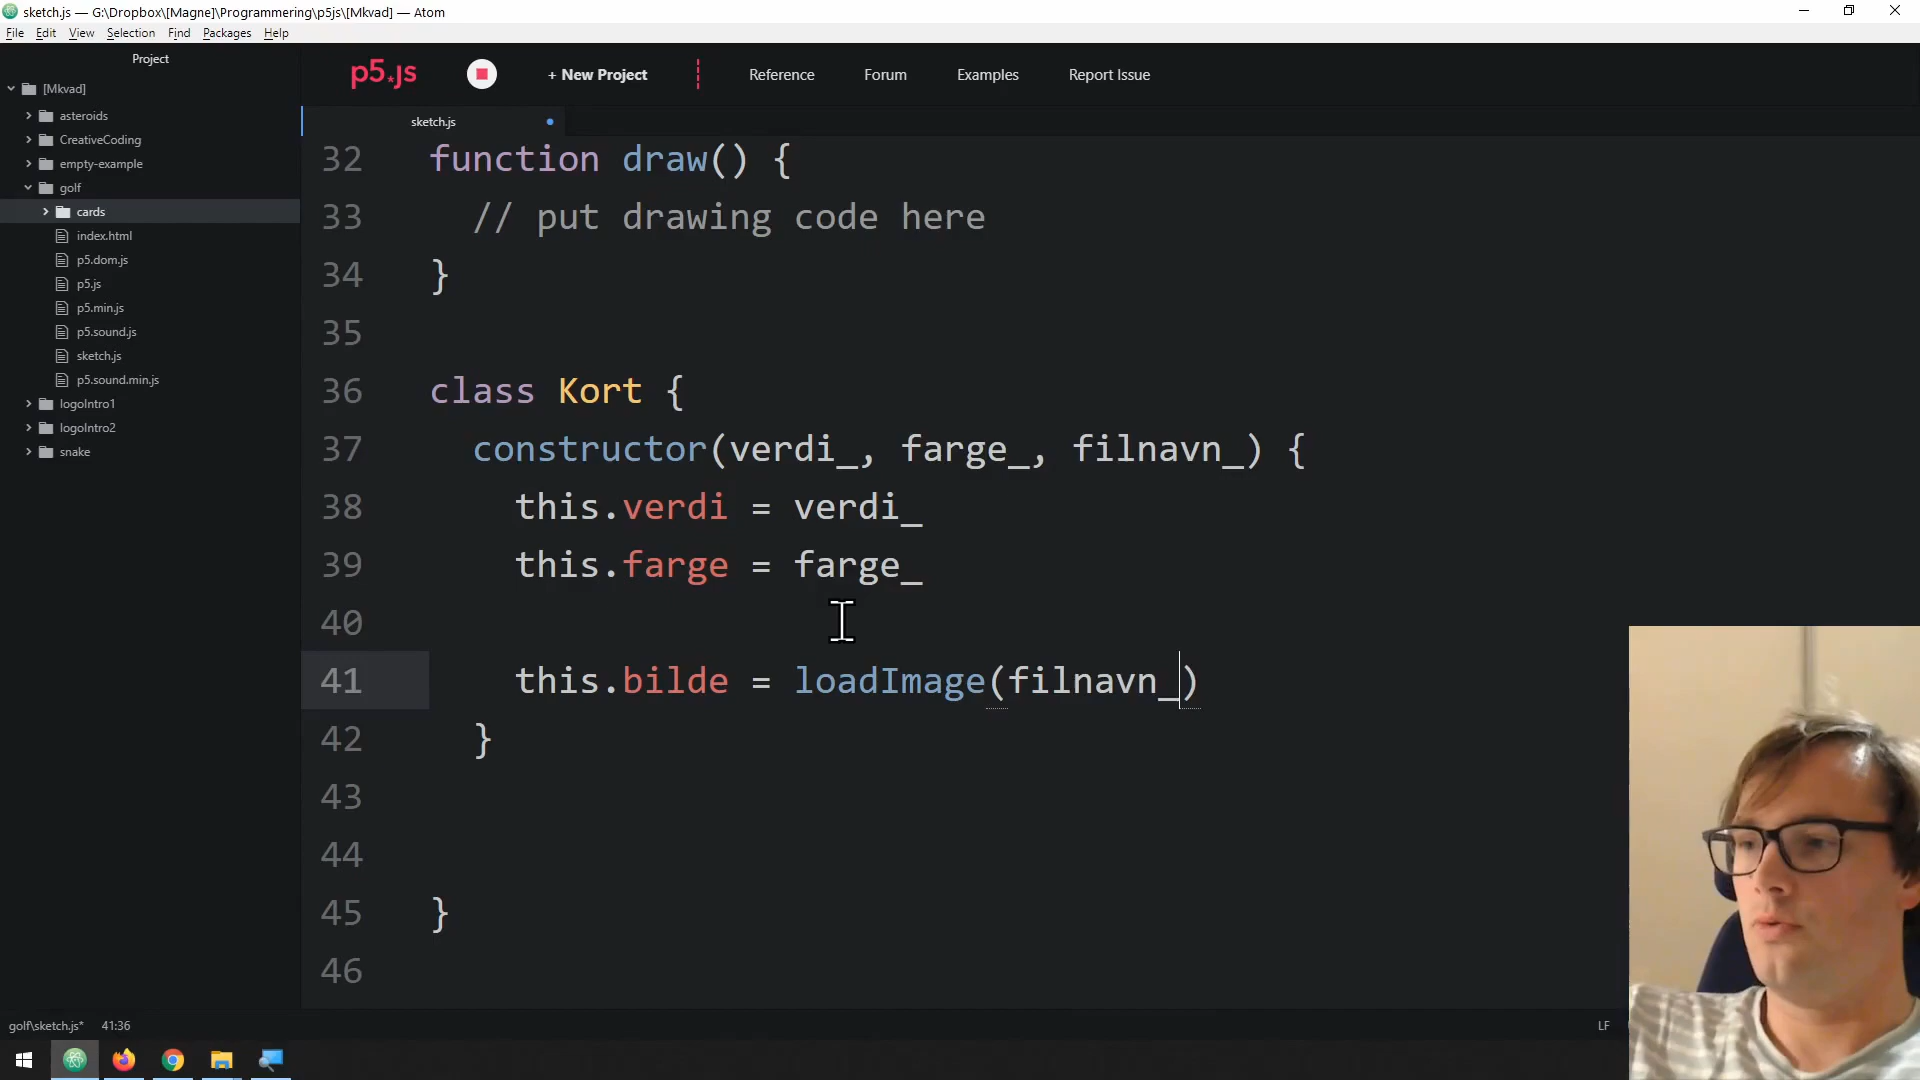 sketch.js — G:\Dropbox\[Magne]\Programmering\p5js\[Mkvad] — Atom
File Edit View Selection Find Packages Help
Project
[Mkvad]
asteroids
CreativeCoding
empty-example
golf
cards
index.html
p5.dom.js
p5.js
p5.min.js
p5.sound.js
sketch.js
p5.sound.min.js
logoIntro1
logoIntro2
snake
p5.js + New Project Reference Forum Examples Report Issue
sketch.js
32 function draw() {
33 // put drawing code here
34 }
35
36 class Kort {
37 constructor(verdi_, farge_, filnavn_) {
38 this.verdi = verdi_
39 this.farge = farge_
40
41 this.bilde = loadImage(filnavn_)
42 }
43
44
45 }
46
golf\sketch.js* 41:36 LF